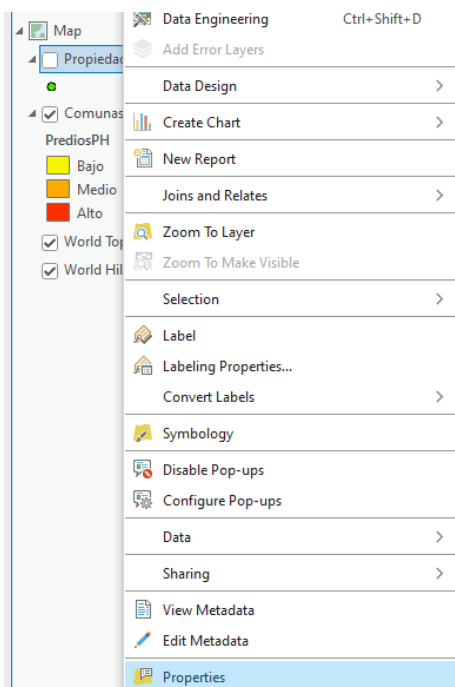 Map
Propiedad
Comunas
PrediosPH
Bajo
Medio
Alto
World Top
World Hil
Data Engineering Ctrl+Shift+D
Add Error Layers
Data Design
Create Chart
New Report
Joins and Relates
Zoom To Layer
Zoom To Make Visible
Selection
Label
Labeling Properties...
Convert Labels
Symbology
Disable Pop-ups
Configure Pop-ups
Data
Sharing
View Metadata
Edit Metadata
Properties